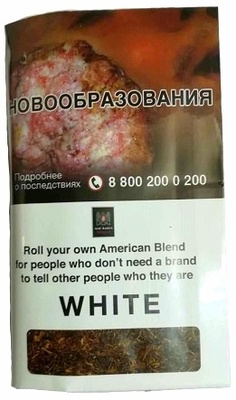 НОВООБРАЗОВАНИЯ
Подробнее
о последствиях
8 800 200 0 200
Roll your own American Blend
for people who don't need a brand
to tell other people who they are
WHITE